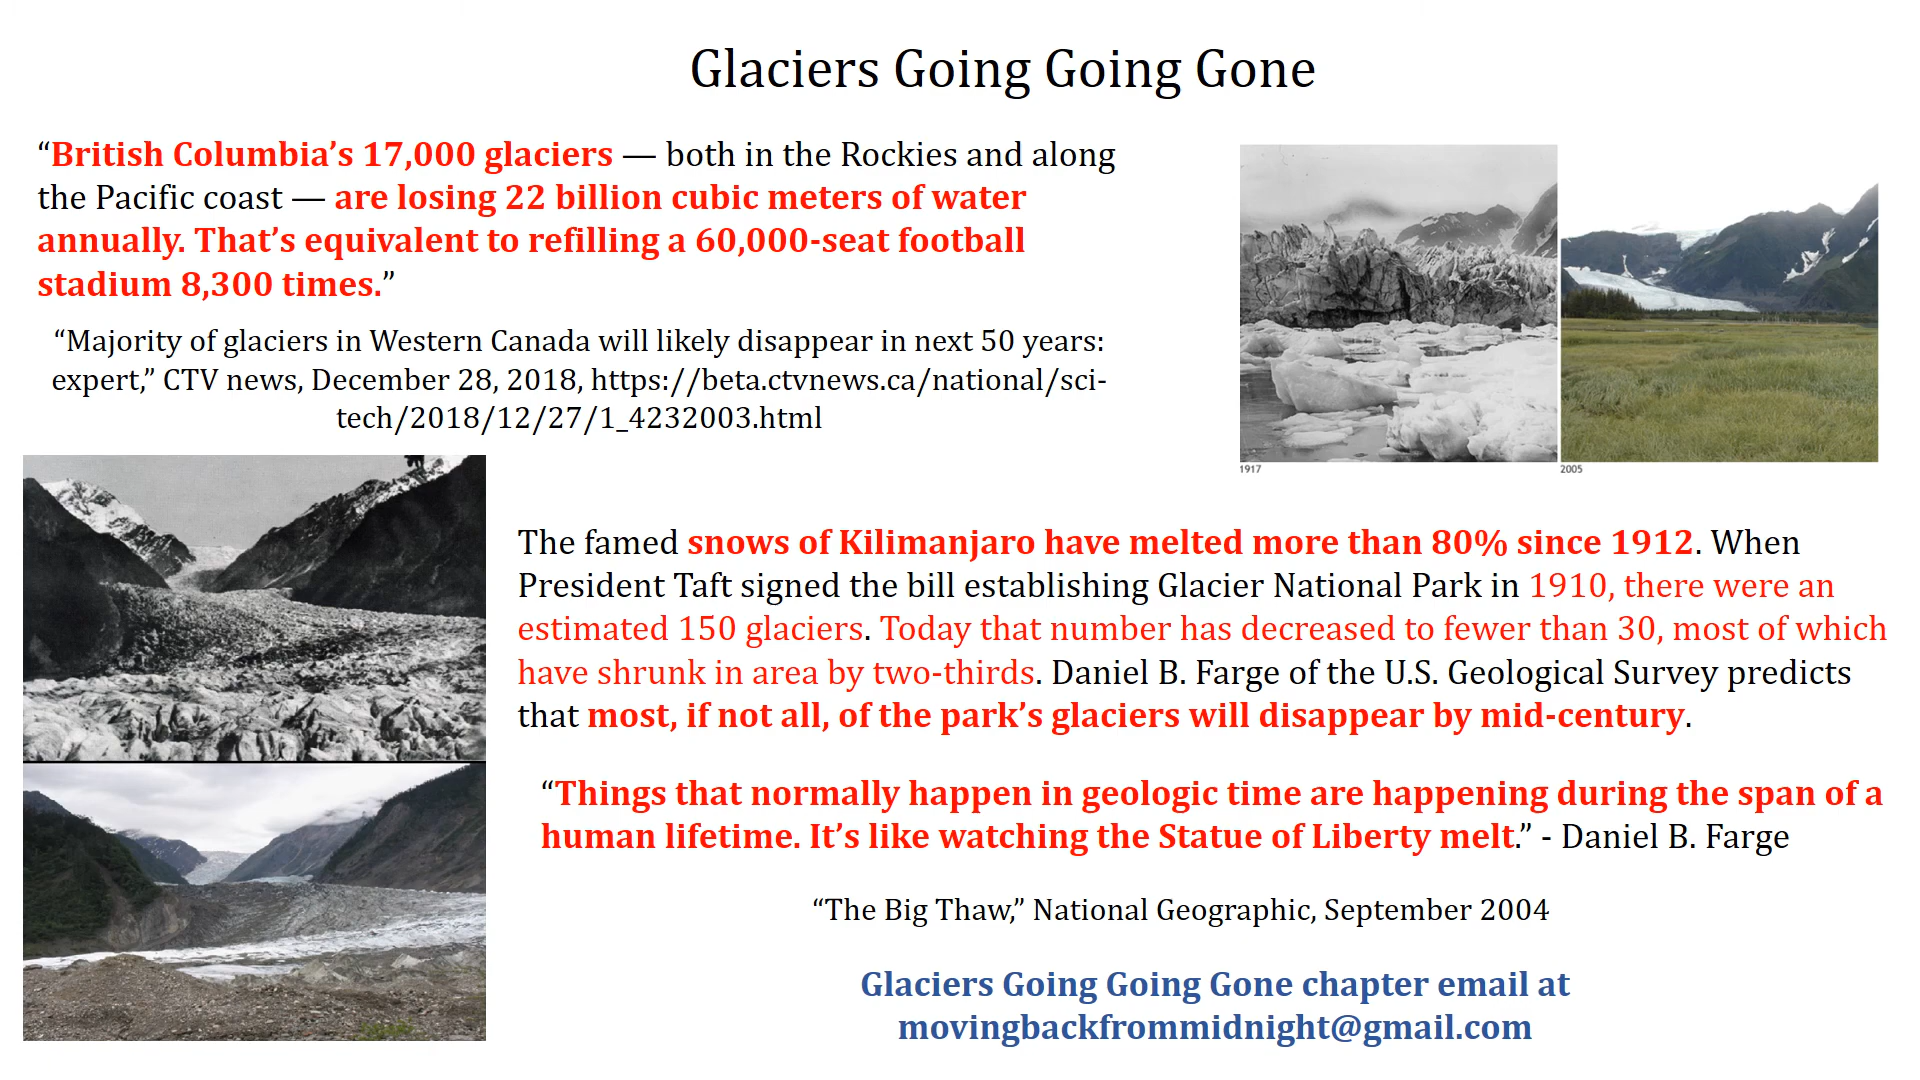 Glaciers Going Going Gone
“British Columbia’s 17,000 glaciers — both in the Rockies and along
the Pacific coast — are losing 22 billion cubic meters of water
annually. That’s equivalent to refilling a 60,000-seat football
stadium 8,300 times.”
“Majority of glaciers in Western Canada will likely disappear in next 50 years:
expert,” CTV news, December 28, 2018, https://beta.ctvnews.ca/national/sci-
tech/2018/12/27/1_4232003.html
1917
2005
The famed snows of Kilimanjaro have melted more than 80% since 1912. When
President Taft signed the bill establishing Glacier National Park in 1910, there were an
estimated 150 glaciers. Today that number has decreased to fewer than 30, most of which
have shrunk in area by two-thirds. Daniel B. Farge of the U.S. Geological Survey predicts
that most, if not all, of the park’s glaciers will disappear by mid-century.
“Things that normally happen in geologic time are happening during the span of a
human lifetime. It’s like watching the Statue of Liberty melt.” - Daniel B. Farge
“The Big Thaw,” National Geographic, September 2004
Glaciers Going Going Gone chapter email at
movingbackfrommidnight@gmail.com